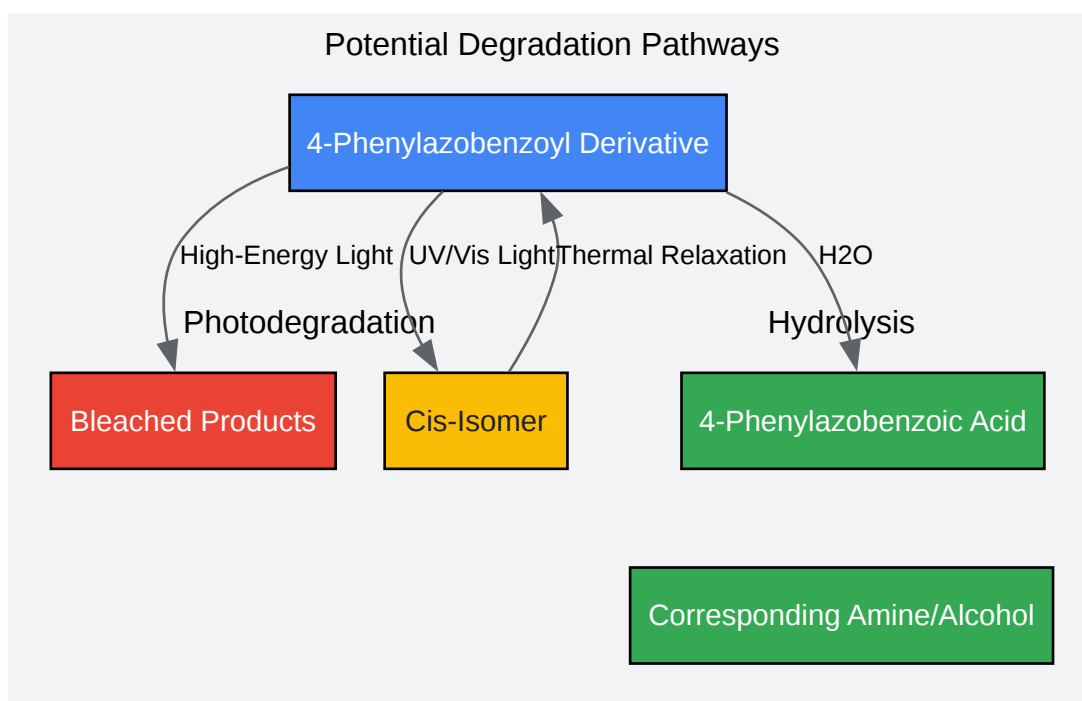 Potential Degradation Pathways
4-Phenylazobenzoyl Derivative
High-Energy Light
UV/Vis Light
Thermal Relaxation
H2O
Photodegradation
Hydrolysis
Bleached Products
Cis-Isomer
4-Phenylazobenzoic Acid
Corresponding Amine/Alcohol